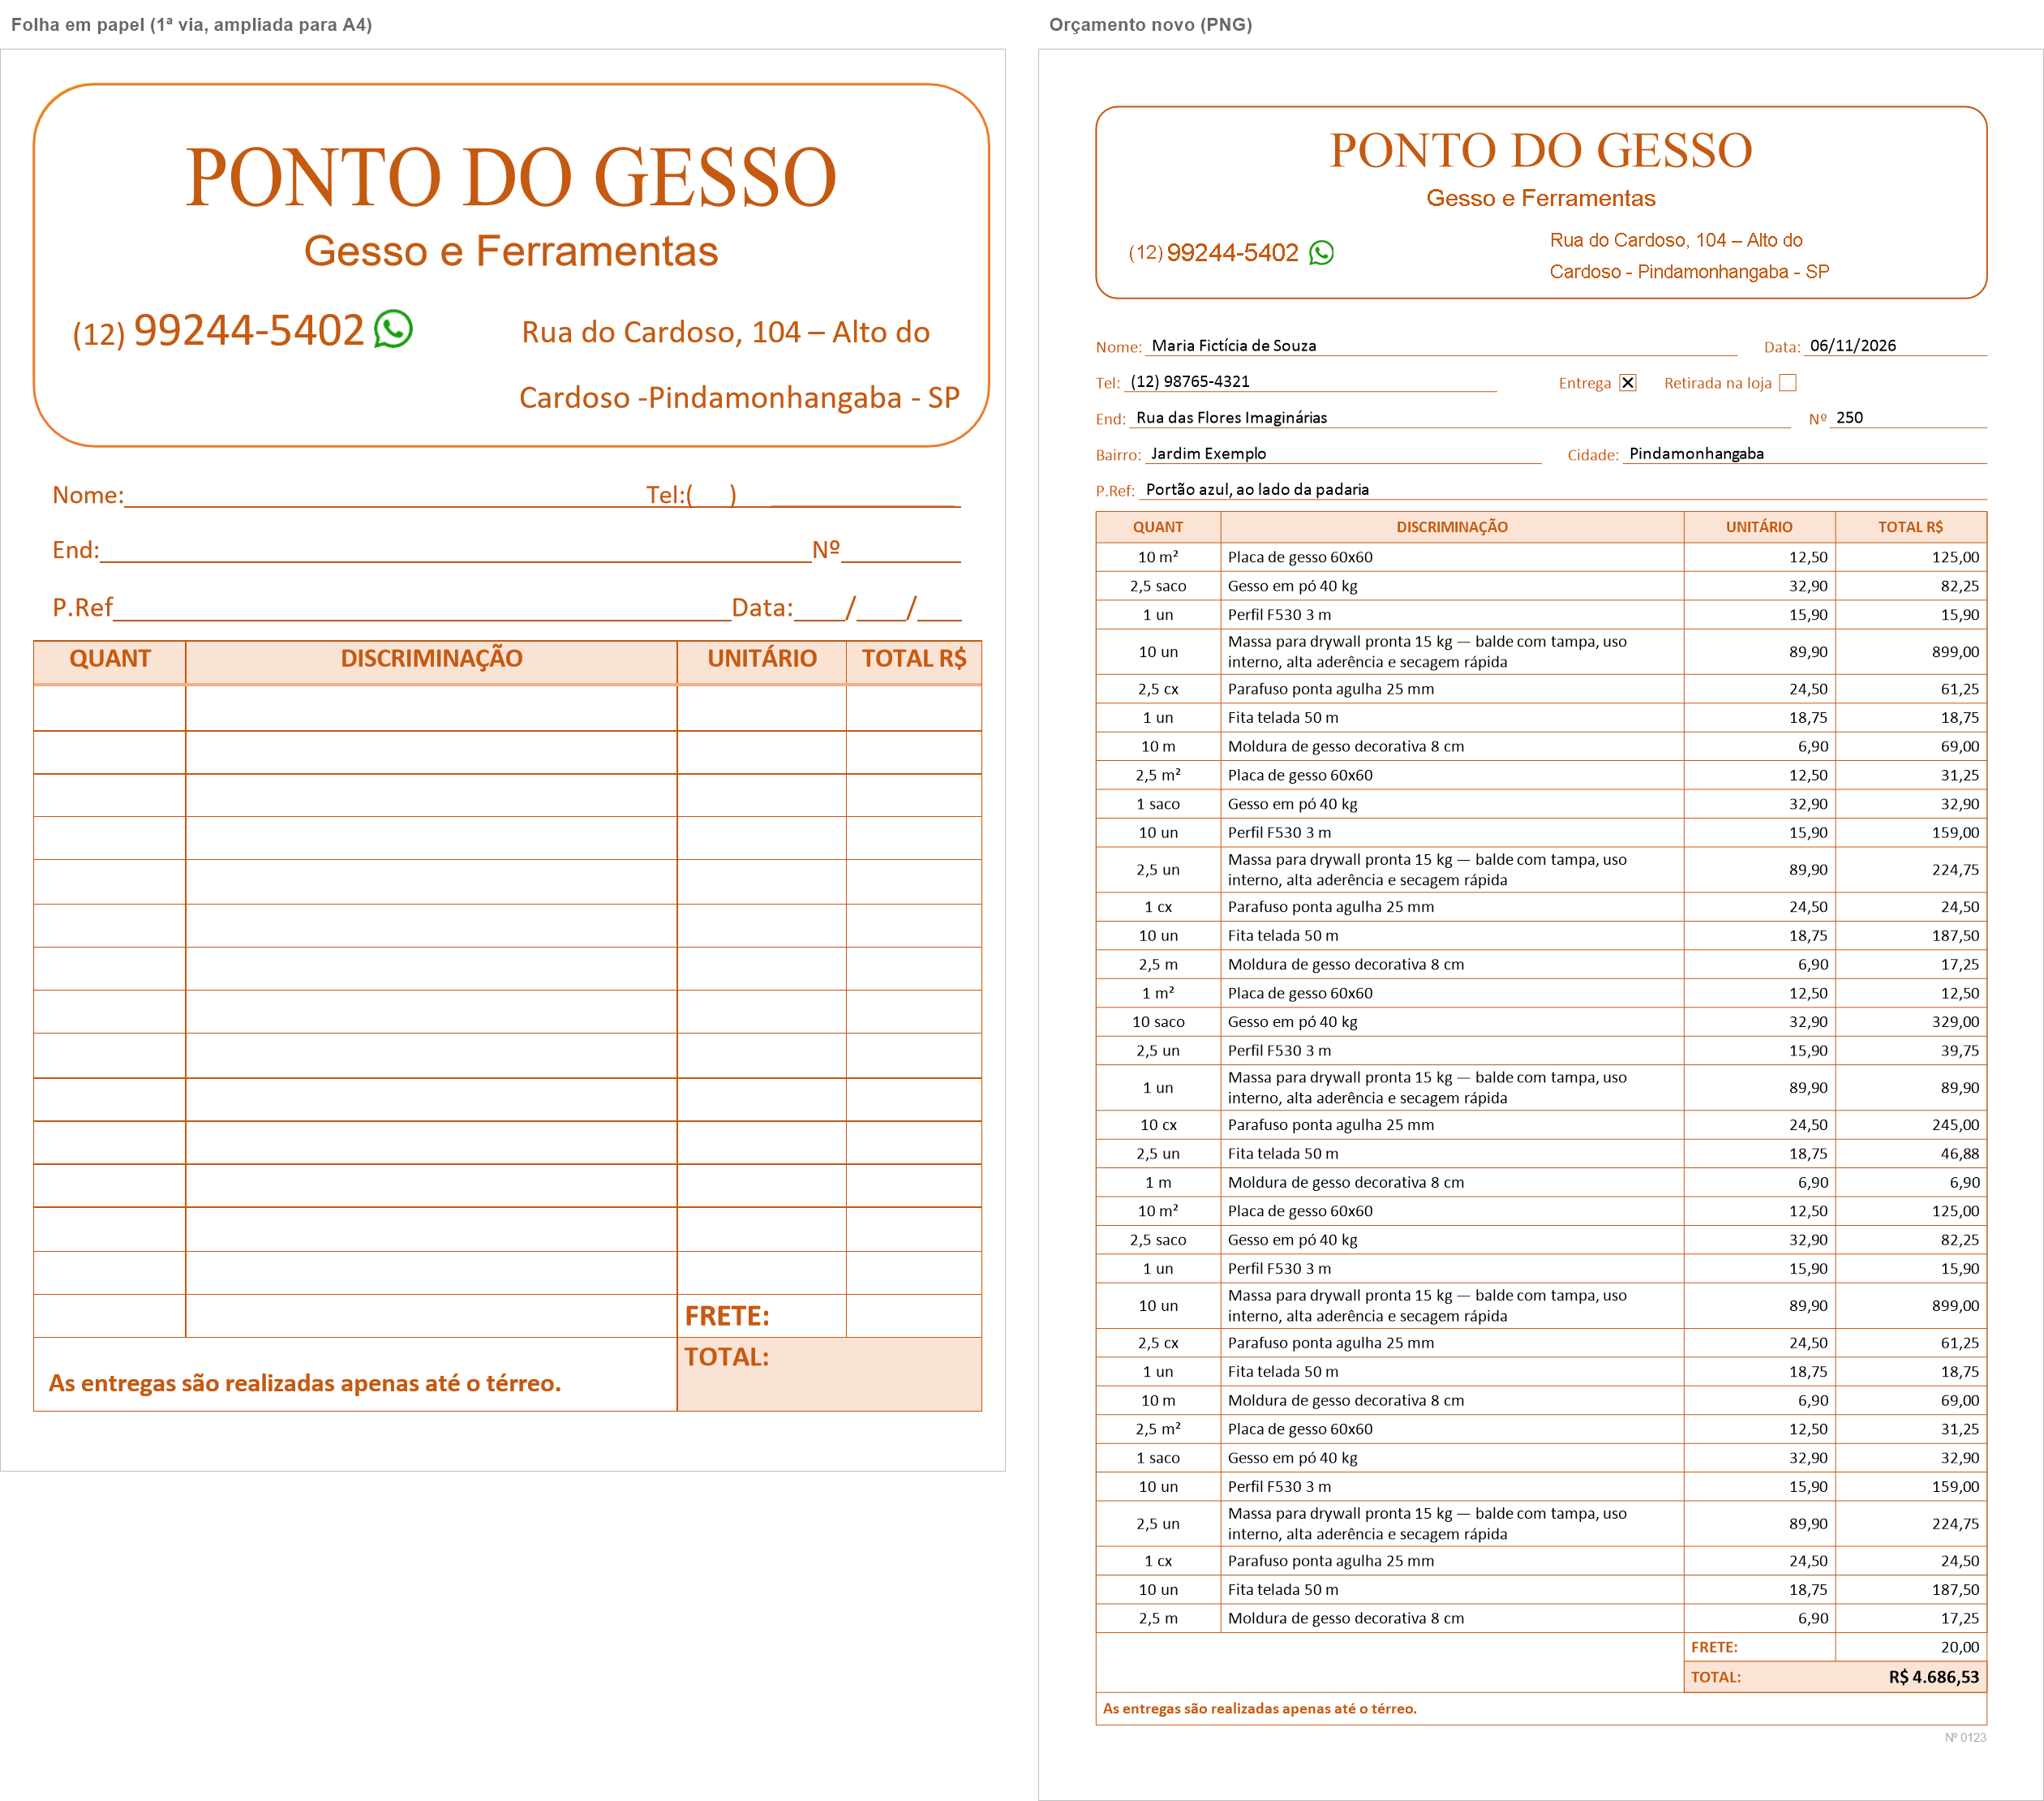 Folha em papel (1ª via, ampliada para A4)
PONTO DO GESSO
Gesso e Ferramentas
(12) 99244-5402
Rua do Cardoso, 104 – Alto do
Cardoso -Pindamonhangaba - SP
Nome: Tel:( )
End: Nº
P.Ref Data: / /
QUANT DISCRIMINAÇÃO UNITÁRIO TOTAL R$
FRETE:
TOTAL:
As entregas são realizadas apenas até o térreo.
Orçamento novo (PNG)
PONTO DO GESSO
Gesso e Ferramentas
(12) 99244-5402
Rua do Cardoso, 104 – Alto do
Cardoso - Pindamonhangaba - SP
Nome: Maria Fictícia de Souza Data: 06/11/2026
Tel: (12) 98765-4321 Entrega X Retirada na loja
End: Rua das Flores Imaginárias Nº 250
Bairro: Jardim Exemplo Cidade: Pindamonhangaba
P.Ref: Portão azul, ao lado da padaria
QUANT DISCRIMINAÇÃO UNITÁRIO TOTAL R$
10 m² Placa de gesso 60x60 12,50 125,00
2,5 saco Gesso em pó 40 kg 32,90 82,25
1 un Perfil F530 3 m 15,90 15,90
10 un Massa para drywall pronta 15 kg — balde com tampa, uso
interno, alta aderência e secagem rápida 89,90 899,00
2,5 cx Parafuso ponta agulha 25 mm 24,50 61,25
1 un Fita telada 50 m 18,75 18,75
10 m Moldura de gesso decorativa 8 cm 6,90 69,00
2,5 m² Placa de gesso 60x60 12,50 31,25
1 saco Gesso em pó 40 kg 32,90 32,90
10 un Perfil F530 3 m 15,90 159,00
2,5 un Massa para drywall pronta 15 kg — balde com tampa, uso
interno, alta aderência e secagem rápida 89,90 224,75
1 cx Parafuso ponta agulha 25 mm 24,50 24,50
10 un Fita telada 50 m 18,75 187,50
2,5 m Moldura de gesso decorativa 8 cm 6,90 17,25
1 m² Placa de gesso 60x60 12,50 12,50
10 saco Gesso em pó 40 kg 32,90 329,00
2,5 un Perfil F530 3 m 15,90 39,75
1 un Massa para drywall pronta 15 kg — balde com tampa, uso
interno, alta aderência e secagem rápida 89,90 89,90
10 cx Parafuso ponta agulha 25 mm 24,50 245,00
2,5 un Fita telada 50 m 18,75 46,88
1 m Moldura de gesso decorativa 8 cm 6,90 6,90
10 m² Placa de gesso 60x60 12,50 125,00
2,5 saco Gesso em pó 40 kg 32,90 82,25
1 un Perfil F530 3 m 15,90 15,90
10 un Massa para drywall pronta 15 kg — balde com tampa, uso
interno, alta aderência e secagem rápida 89,90 899,00
2,5 cx Parafuso ponta agulha 25 mm 24,50 61,25
1 un Fita telada 50 m 18,75 18,75
10 m Moldura de gesso decorativa 8 cm 6,90 69,00
2,5 m² Placa de gesso 60x60 12,50 31,25
1 saco Gesso em pó 40 kg 32,90 32,90
10 un Perfil F530 3 m 15,90 159,00
2,5 un Massa para drywall pronta 15 kg — balde com tampa, uso
interno, alta aderência e secagem rápida 89,90 224,75
1 cx Parafuso ponta agulha 25 mm 24,50 24,50
10 un Fita telada 50 m 18,75 187,50
2,5 m Moldura de gesso decorativa 8 cm 6,90 17,25
FRETE: 20,00
TOTAL: R$ 4.686,53
As entregas são realizadas apenas até o térreo.
Nº 0123